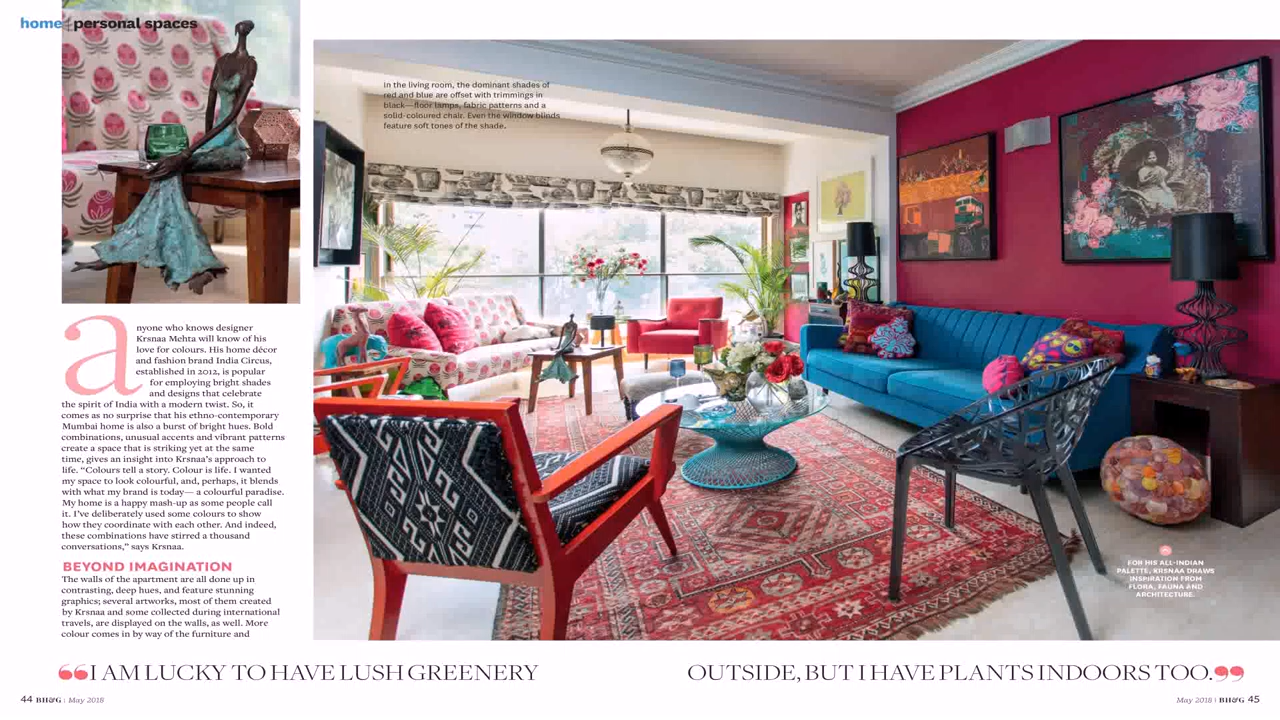 home | personal spaces
In the living room, the dominant shades of
red and blue are offset with trimmings in
black—floor lamps, fabric patterns and a
solid-coloured chair. Even the window blinds
feature soft tones of the shade.
anyone who knows designer
Krsnaa Mehta will know of his
love for colours. His home décor
and fashion brand India Circus,
established in 2012, is popular
for employing bright shades
and designs that celebrate
the spirit of India with a modern twist. So, it
comes as no surprise that his ethno-contemporary
Mumbai home is also a burst of bright hues. Bold
combinations, unusual accents and vibrant patterns
create a space that is striking yet at the same
time, gives an insight into Krsnaa's approach to
life. “Colours tell a story. Colour is life. I wanted
my space to look colourful, and, perhaps, it blends
with what my brand is today— a colourful paradise.
My home is a happy mash-up as some people call
it. I've deliberately used some colours to show
how they coordinate with each other. And indeed,
these combinations have stirred a thousand
conversations,” says Krsnaa.
BEYOND IMAGINATION
The walls of the apartment are all done up in
contrasting, deep hues, and feature stunning
graphics; several artworks, most of them created
by Krsnaa and some collected during international
travels, are displayed on the walls, as well. More
colour comes in by way of the furniture and
FOR HIS ALL-INDIAN
PALETTE, KRSNAA DRAWS
INSPIRATION FROM
FLORA, FAUNA AND
ARCHITECTURE.
“I AM LUCKY TO HAVE LUSH GREENERY OUTSIDE, BUT I HAVE PLANTS INDOORS TOO.”
44 BH&G | May 2018
May 2018 | BH&G 45